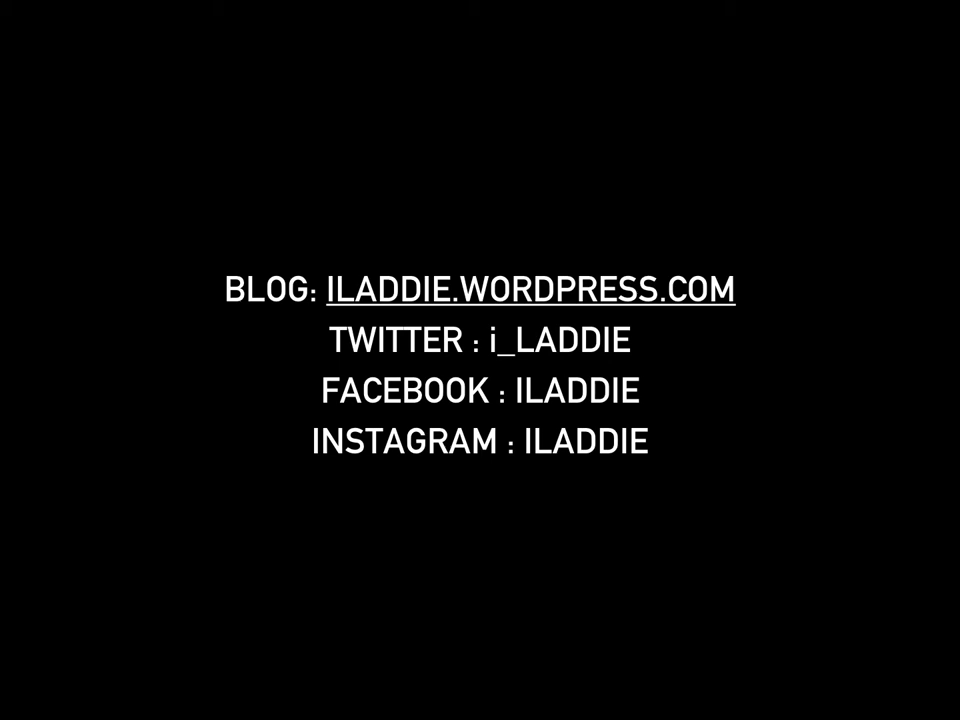 BLOG: ILADDIE.WORDPRESS.COM
TWITTER : i_LADDIE
FACEBOOK : ILADDIE
INSTAGRAM : ILADDIE